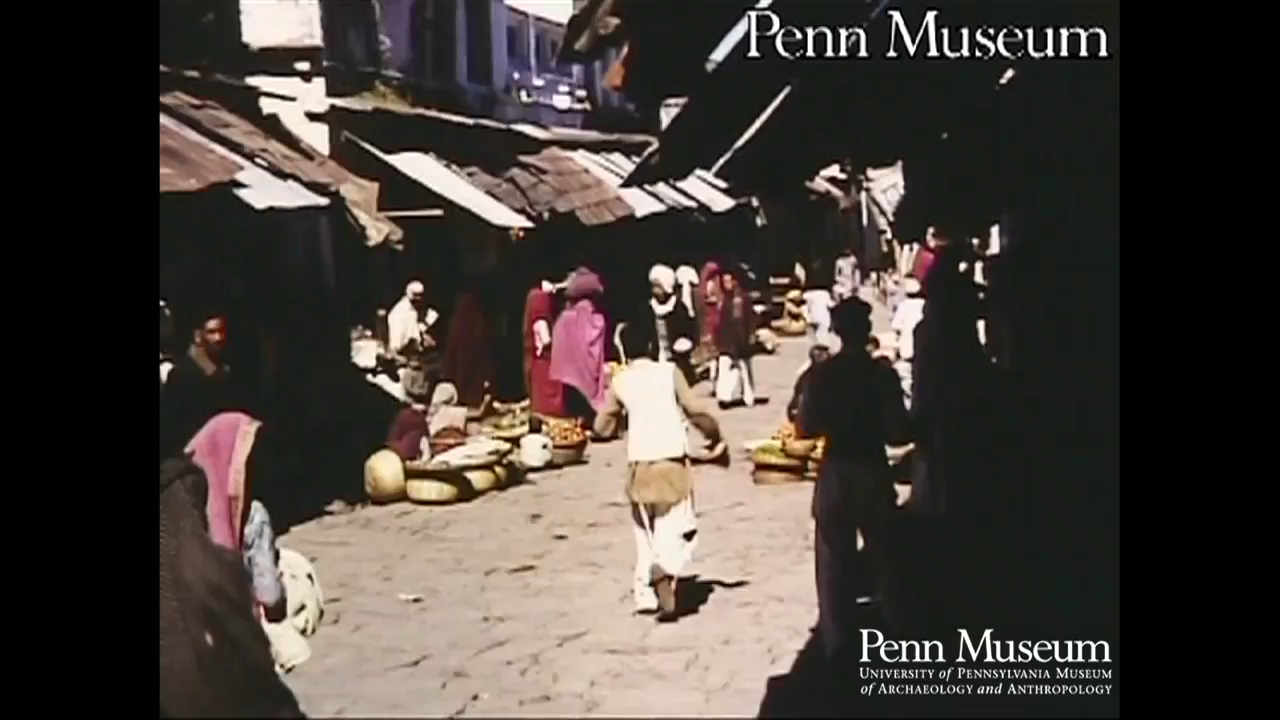 Penn Museum
Penn Museum
UNIVERSITY of PENNSYLVANIA MUSEUM
of ARCHAEOLOGY and ANTHROPOLOGY